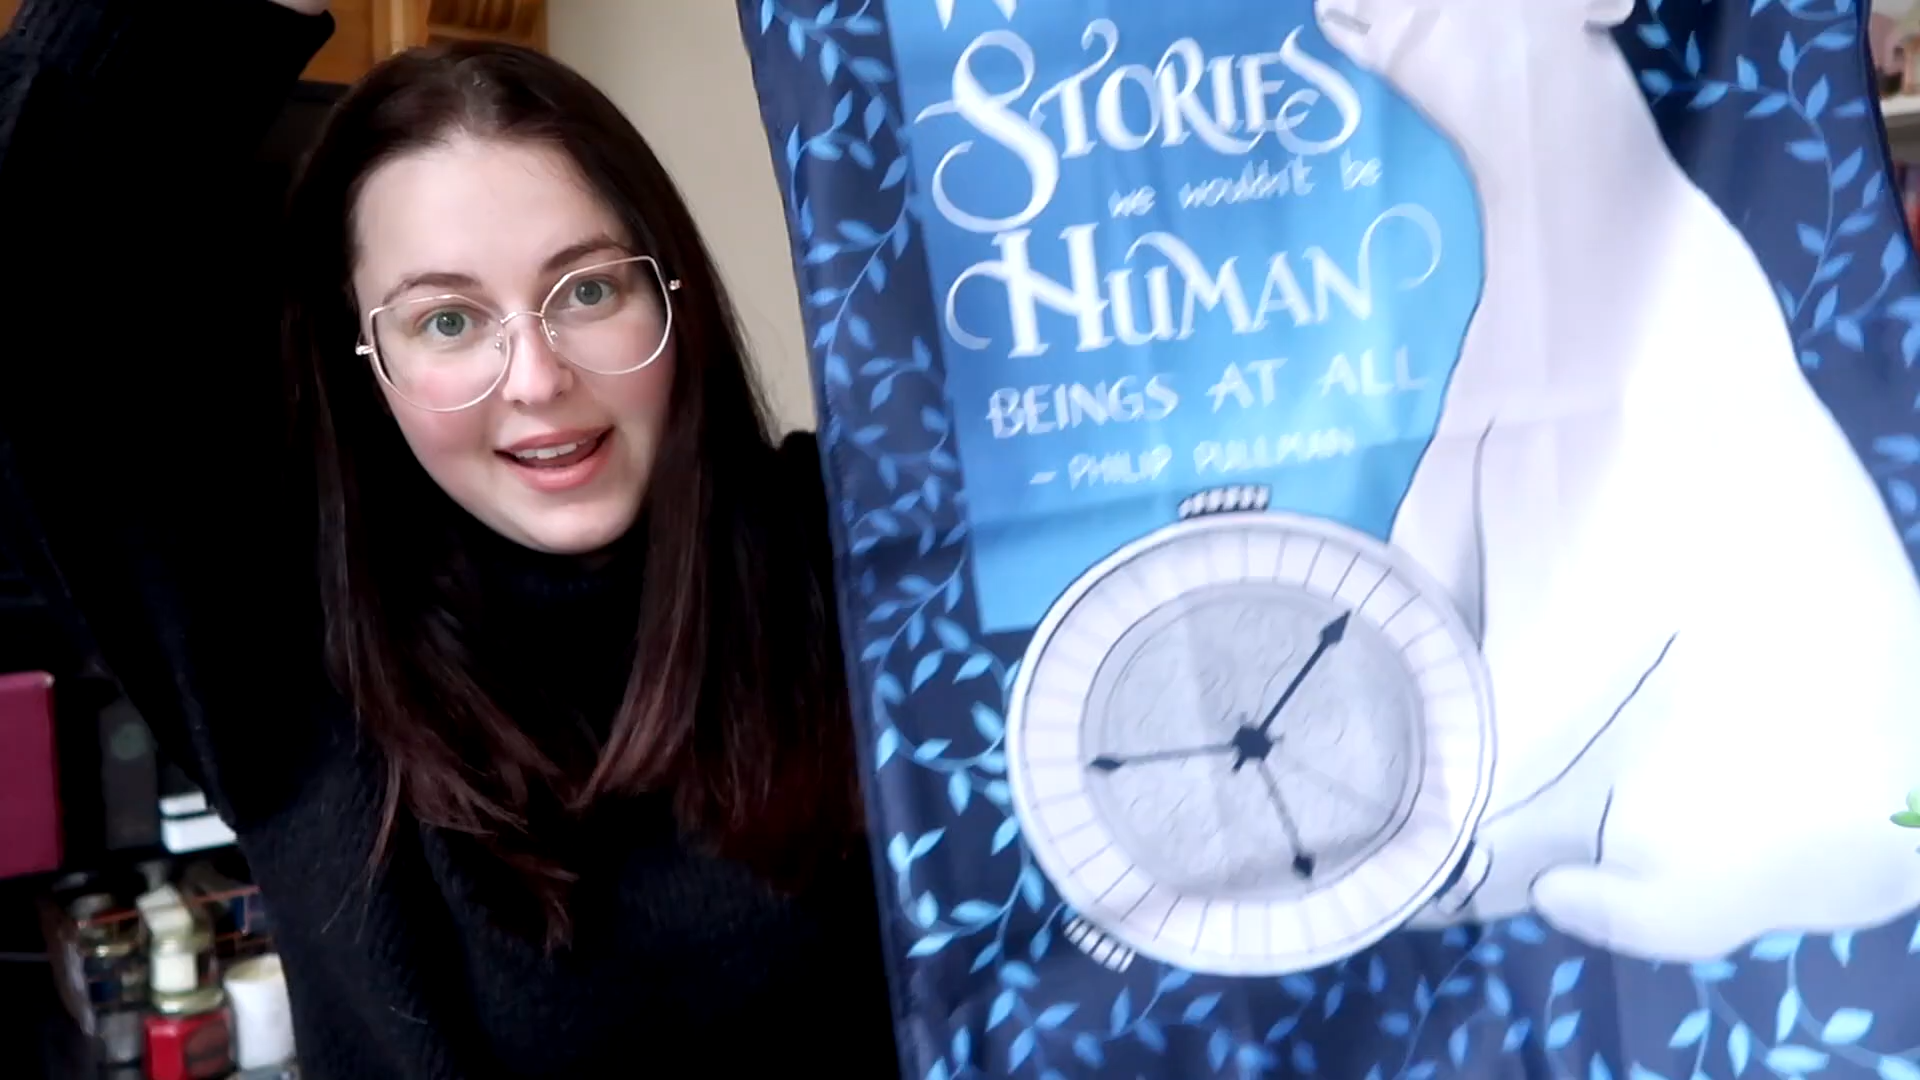 STORIES
we wouldn't be
HUMAN
BEINGS AT ALL
- PHILIP PULLMAN